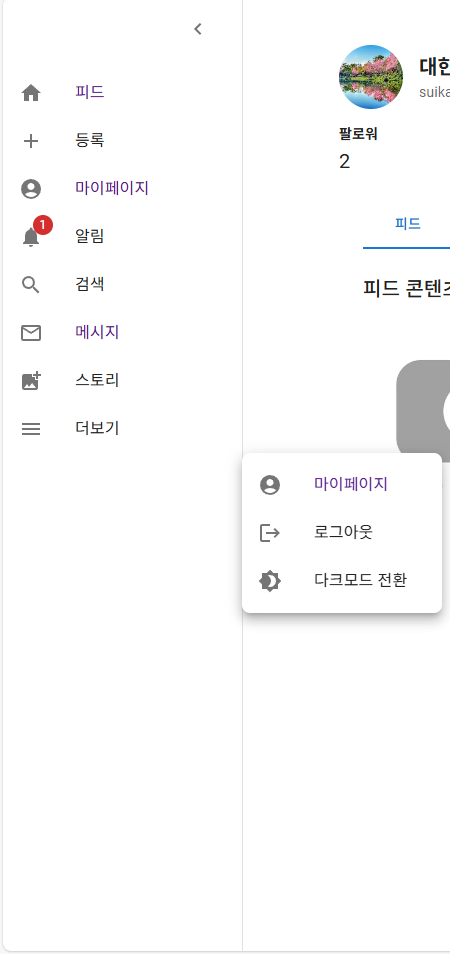 피드
등록
마이페이지
1
알림
검색
메시지
스토리
더보기
대한
suika
팔로워
2
피드
피드 콘텐츠
마이페이지
로그아웃
다크모드 전환